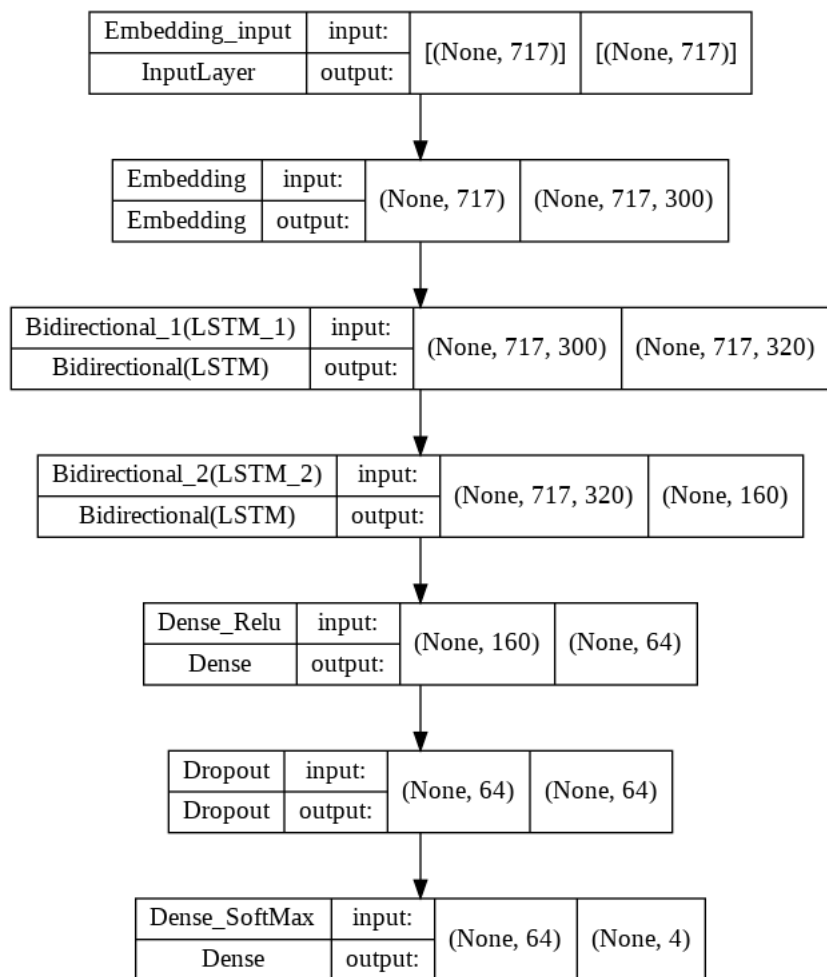 Embedding_input input: [(None, 717)] [(None, 717)]
InputLayer output:
Embedding input: (None, 717) (None, 717, 300)
Embedding output:
Bidirectional_1(LSTM_1) input: (None, 717, 300) (None, 717, 320)
Bidirectional(LSTM) output:
Bidirectional_2(LSTM_2) input: (None, 717, 320) (None, 160)
Bidirectional(LSTM) output:
Dense_Relu input: (None, 160) (None, 64)
Dense output:
Dropout input: (None, 64) (None, 64)
Dropout output:
Dense_SoftMax input: (None, 64) (None, 4)
Dense output: